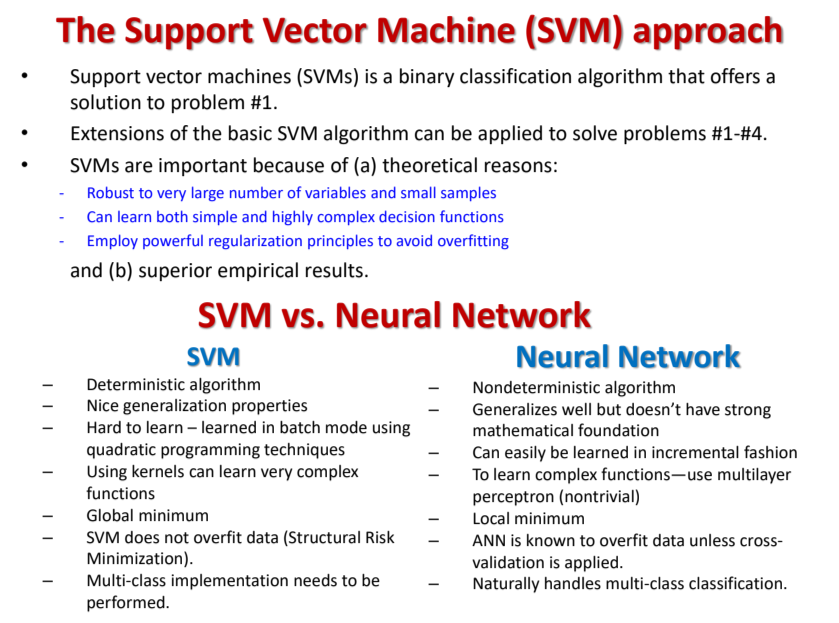 The Support Vector Machine (SVM) approach
• Support vector machines (SVMs) is a binary classification algorithm that offers a
solution to problem #1.
• Extensions of the basic SVM algorithm can be applied to solve problems #1-#4.
• SVMs are important because of (a) theoretical reasons:
- Robust to very large number of variables and small samples
- Can learn both simple and highly complex decision functions
- Employ powerful regularization principles to avoid overfitting
and (b) superior empirical results.
SVM vs. Neural Network
SVM
– Deterministic algorithm
– Nice generalization properties
– Hard to learn – learned in batch mode using
quadratic programming techniques
– Using kernels can learn very complex
functions
– Global minimum
– SVM does not overfit data (Structural Risk
Minimization).
– Multi-class implementation needs to be
performed.
Neural Network
– Nondeterministic algorithm
– Generalizes well but doesn’t have strong
mathematical foundation
– Can easily be learned in incremental fashion
– To learn complex functions—use multilayer
perceptron (nontrivial)
– Local minimum
– ANN is known to overfit data unless cross-
validation is applied.
– Naturally handles multi-class classification.